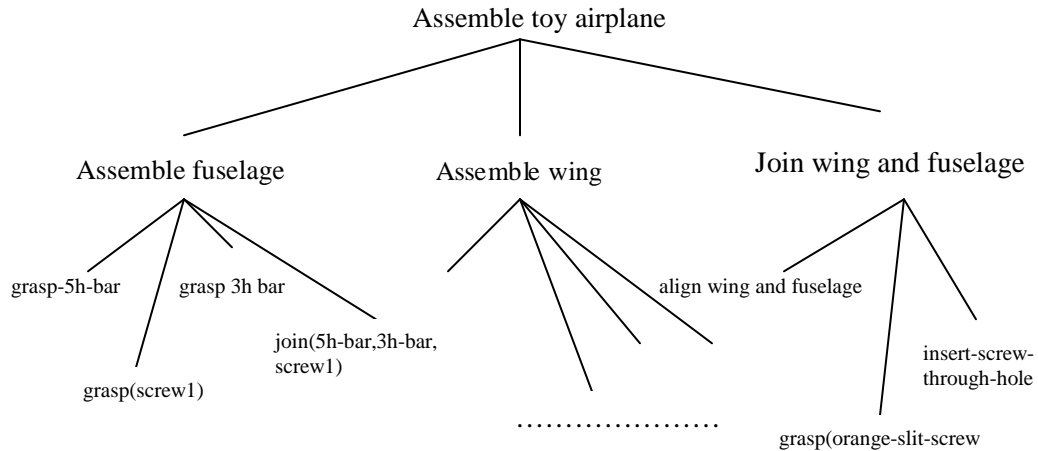 Assemble toy airplane
Assemble fuselage
Assemble wing
Join wing and fuselage
grasp-5h-bar
grasp 3h bar
align wing and fuselage
join(5h-bar,3h-bar,
screw1)
insert-screw-
through-hole
grasp(screw1)
.....................
grasp(orange-slit-screw